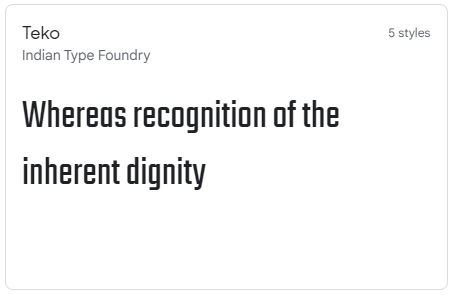 Teko
5 styles
Indian Type Foundry
Whereas recognition of the
inherent dignity